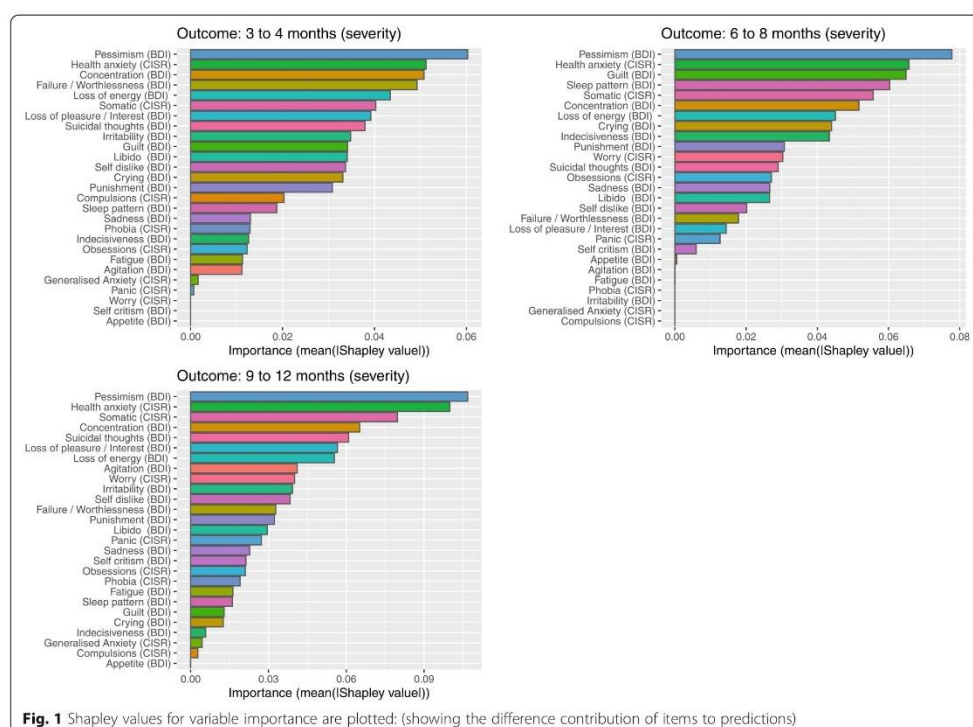 Outcome: 3 to 4 months (severity)
Pessimism (BDI)
Health anxiety (CISR)
Concentration (BDI)
Failure / Worthlessness (BDI)
Loss of energy (BDI)
Somatic (CISR)
Loss of pleasure / Interest (BDI)
Suicidal thoughts (BDI)
Irritability (BDI)
Guilt (BDI)
Libido (BDI)
Self dislike (BDI)
Crying (BDI)
Punishment (BDI)
Compulsions (CISR)
Sleep pattern (BDI)
Sadness (BDI)
Phobia (CISR)
Indecisiveness (BDI)
Obsessions (CISR)
Fatigue (BDI)
Agitation (BDI)
Generalised Anxiety (CISR)
Panic (CISR)
Worry (CISR)
Self critism (BDI)
Appetite (BDI)
0.00 0.02 0.04 0.06
Importance (mean(|Shapley value|))
Outcome: 6 to 8 months (severity)
Pessimism (BDI)
Health anxiety (CISR)
Guilt (BDI)
Sleep pattern (BDI)
Somatic (CISR)
Concentration (BDI)
Loss of energy (BDI)
Crying (BDI)
Indecisiveness (BDI)
Punishment (BDI)
Worry (CISR)
Suicidal thoughts (BDI)
Obsessions (CISR)
Sadness (BDI)
Libido (BDI)
Self dislike (BDI)
Failure / Worthlessness (BDI)
Loss of pleasure / Interest (BDI)
Panic (CISR)
Self critism (BDI)
Appetite (BDI)
Agitation (BDI)
Fatigue (BDI)
Phobia (CISR)
Irritability (BDI)
Generalised Anxiety (CISR)
Compulsions (CISR)
0.00 0.02 0.04 0.06 0.08
Importance (mean(|Shapley value|))
Outcome: 9 to 12 months (severity)
Pessimism (BDI)
Health anxiety (CISR)
Somatic (CISR)
Concentration (BDI)
Suicidal thoughts (BDI)
Loss of pleasure / Interest (BDI)
Loss of energy (BDI)
Agitation (BDI)
Worry (CISR)
Irritability (BDI)
Self dislike (BDI)
Failure / Worthlessness (BDI)
Punishment (BDI)
Libido (BDI)
Panic (CISR)
Sadness (BDI)
Self critism (BDI)
Obsessions (CISR)
Phobia (CISR)
Fatigue (BDI)
Sleep pattern (BDI)
Guilt (BDI)
Crying (BDI)
Indecisiveness (BDI)
Generalised Anxiety (CISR)
Compulsions (CISR)
Appetite (BDI)
0.00 0.03 0.06 0.09
Importance (mean(|Shapley value|))
Fig. 1 Shapley values for variable importance are plotted: (showing the difference contribution of items to predictions)